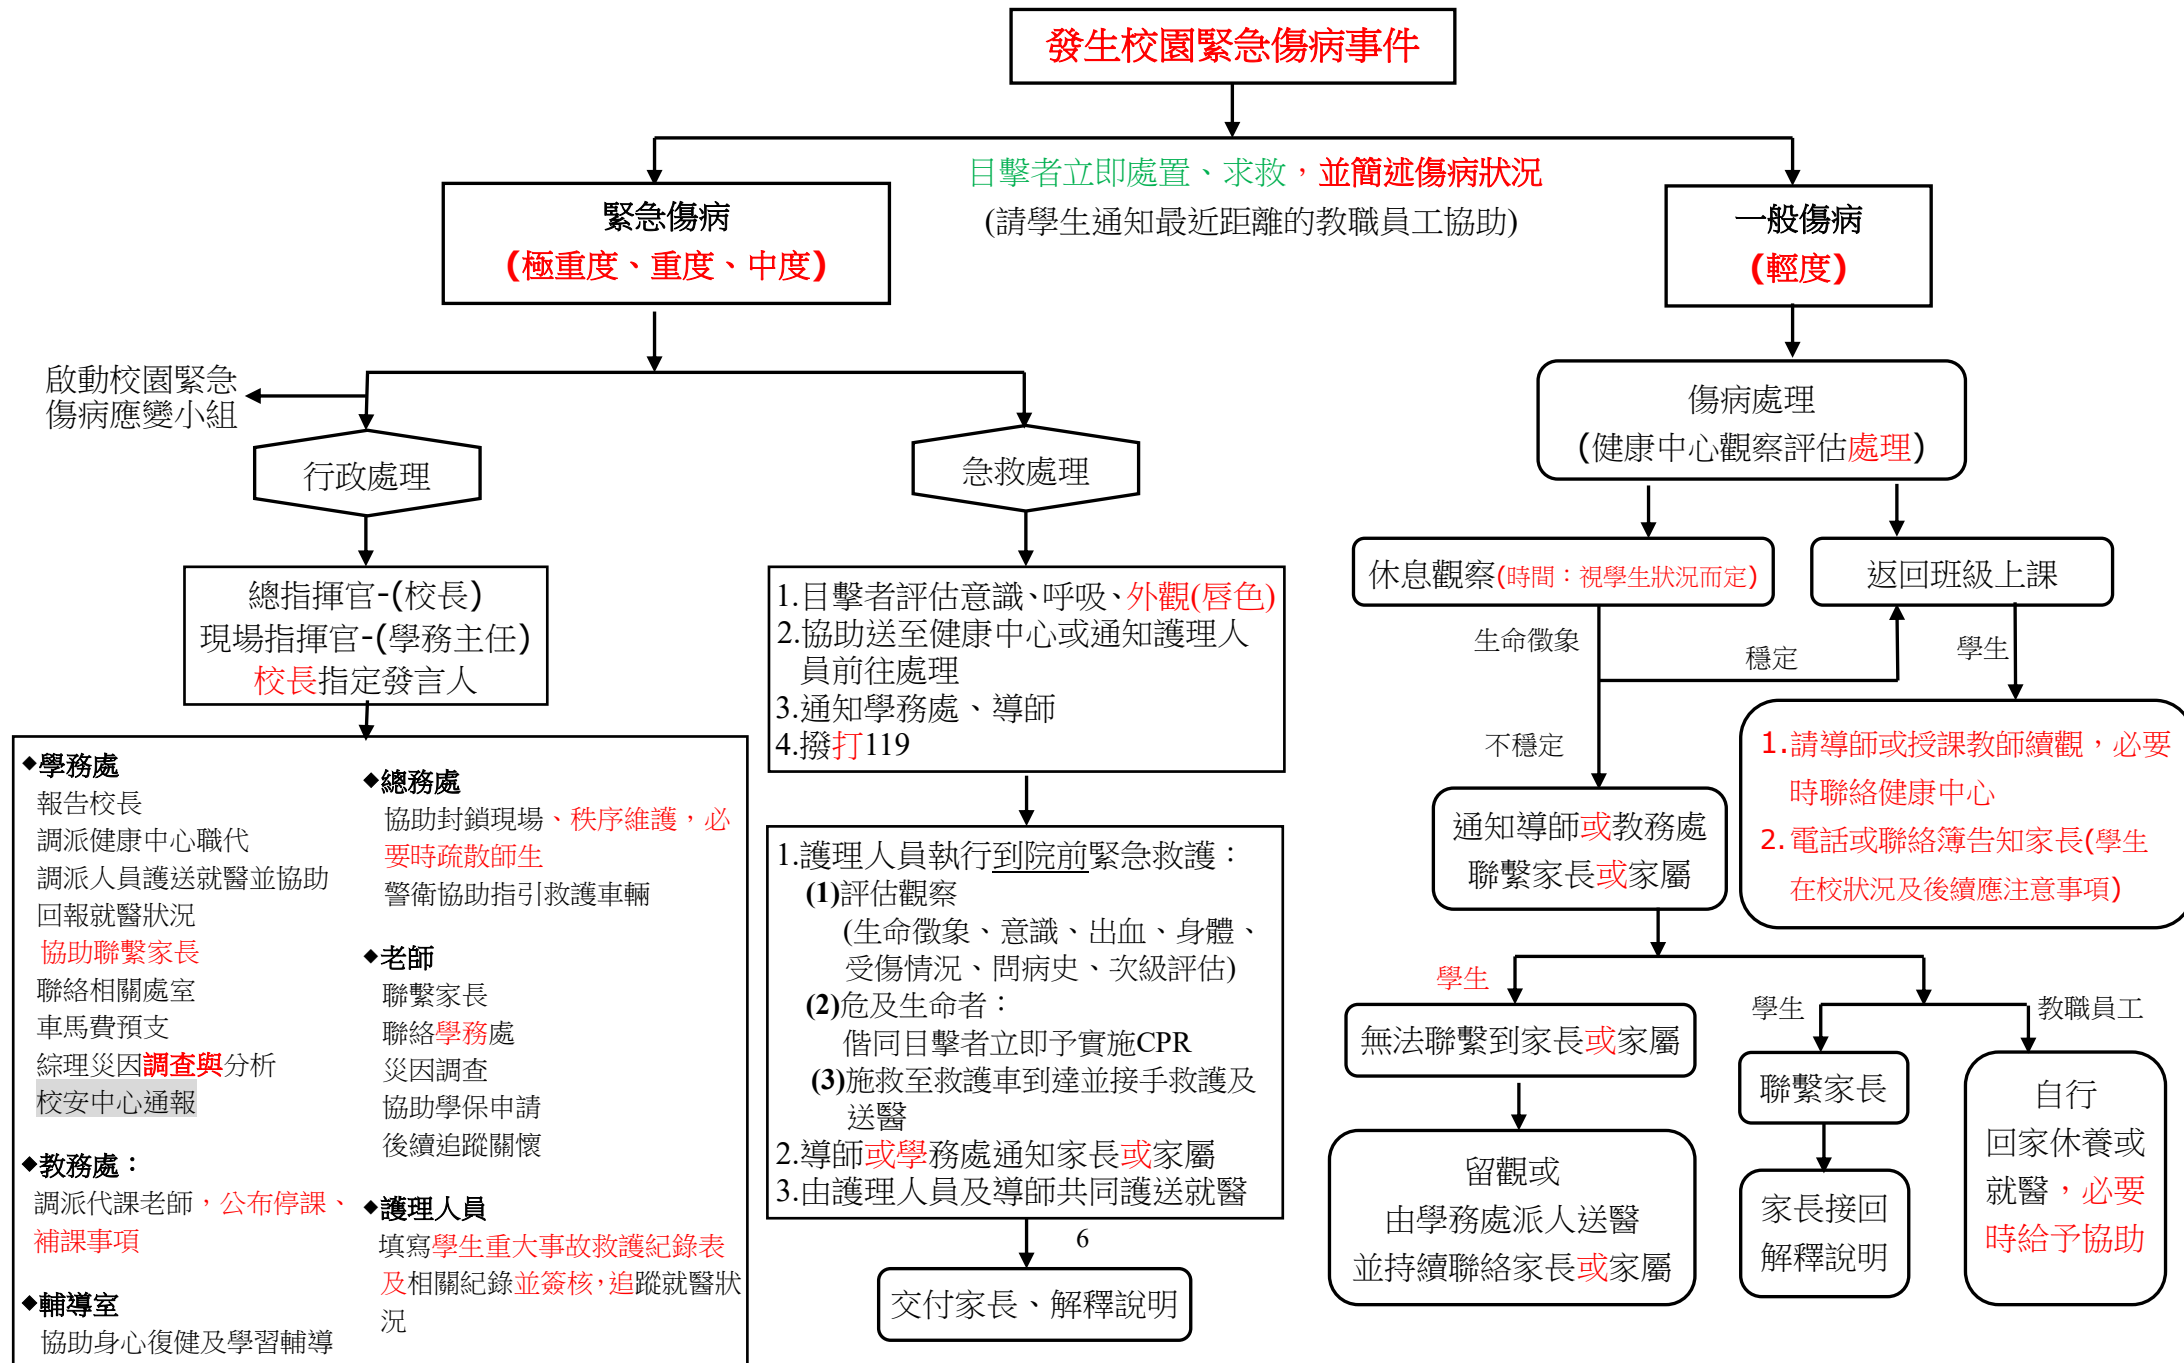 發生校園緊急傷病事件
目擊者立即處置、求救，並簡述傷病狀況
(請學生通知最近距離的教職員工協助)
緊急傷病
(極重度、重度、中度)
一般傷病
(輕度)
啟動校園緊急
傷病應變小組
行政處理
急救處理
傷病處理
(健康中心觀察評估處理)
總指揮官-(校長)
現場指揮官-(學務主任)
校長指定發言人
1.目擊者評估意識、呼吸、外觀(唇色)
2.協助送至健康中心或通知護理人
員前往處理
3.通知學務處、導師
4.撥打119
休息觀察(時間：視學生狀況而定)
返回班級上課
生命徵象
穩定
學生
不穩定
1.請導師或授課教師續觀，必要
時聯絡健康中心
2.電話或聯絡簿告知家長(學生
在校狀況及後續應注意事項)
通知導師或教務處
聯繫家長或家屬
◆學務處
報告校長
調派健康中心職代
調派人員護送就醫並協助
回報就醫狀況
協助聯繫家長
聯絡相關處室
車馬費預支
綜理災因調查與分析
校安中心通報
◆教務處：
調派代課老師，公布停課、
補課事項
◆輔導室
協助身心復健及學習輔導
◆總務處
協助封鎖現場、秩序維護，必
要時疏散師生
警衛協助指引救護車輛
◆老師
聯繫家長
聯絡學務處
災因調查
協助學保申請
後續追蹤關懷
◆護理人員
填寫學生重大事故救護紀錄表
及相關紀錄並簽核，追蹤就醫狀
況
1.護理人員執行到院前緊急救護：
(1)評估觀察
(生命徵象、意識、出血、身體、
受傷情況、問病史、次級評估)
(2)危及生命者：
偕同目擊者立即予實施CPR
(3)施救至救護車到達並接手救護及
送醫
2.導師或學務處通知家長或家屬
3.由護理人員及導師共同護送就醫
6
交付家長、解釋說明
學生
無法聯繫到家長或家屬
留觀或
由學務處派人送醫
並持續聯絡家長或家屬
學生
聯繫家長
家長接回
解釋說明
教職員工
自行
回家休養或
就醫，必要
時給予協助